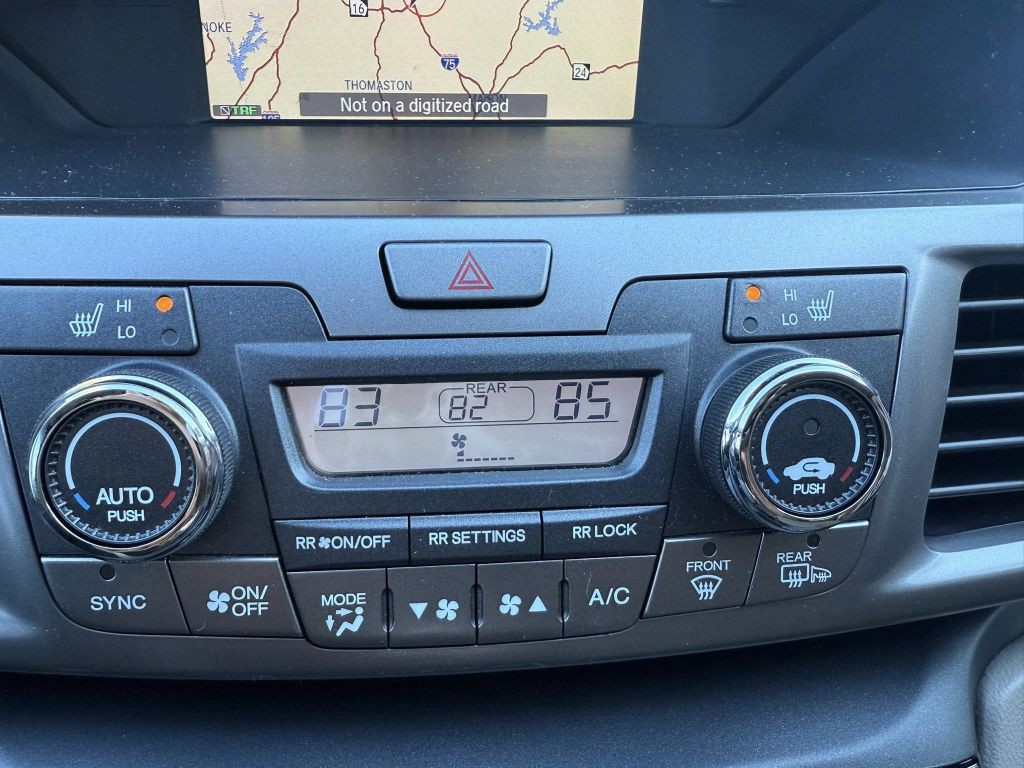 16
75
24
THOMASTON
Not on a digitized road
TRF
HI
LO
HI
LO
83
REAR
82
85
AUTO
PUSH
PUSH
RR ON/OFF
RR SETTINGS
RR LOCK
SYNC
ON/
OFF
MODE
A/C
FRONT
REAR